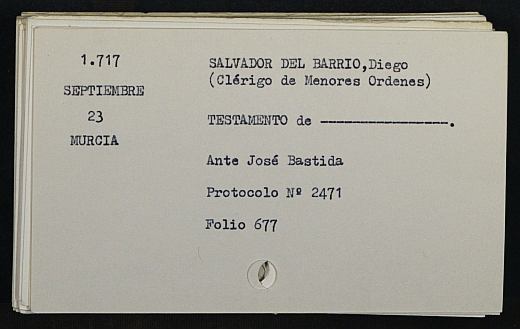 1.717
SEPTIEMBRE
23
MURCIA
SALVADOR DEL BARRIO,Diego
(Clérigo de Menores Ordenes)
TESTAMENTO de -----------------.
Ante José Bastida
Protocolo Nº 2471
Folio 677